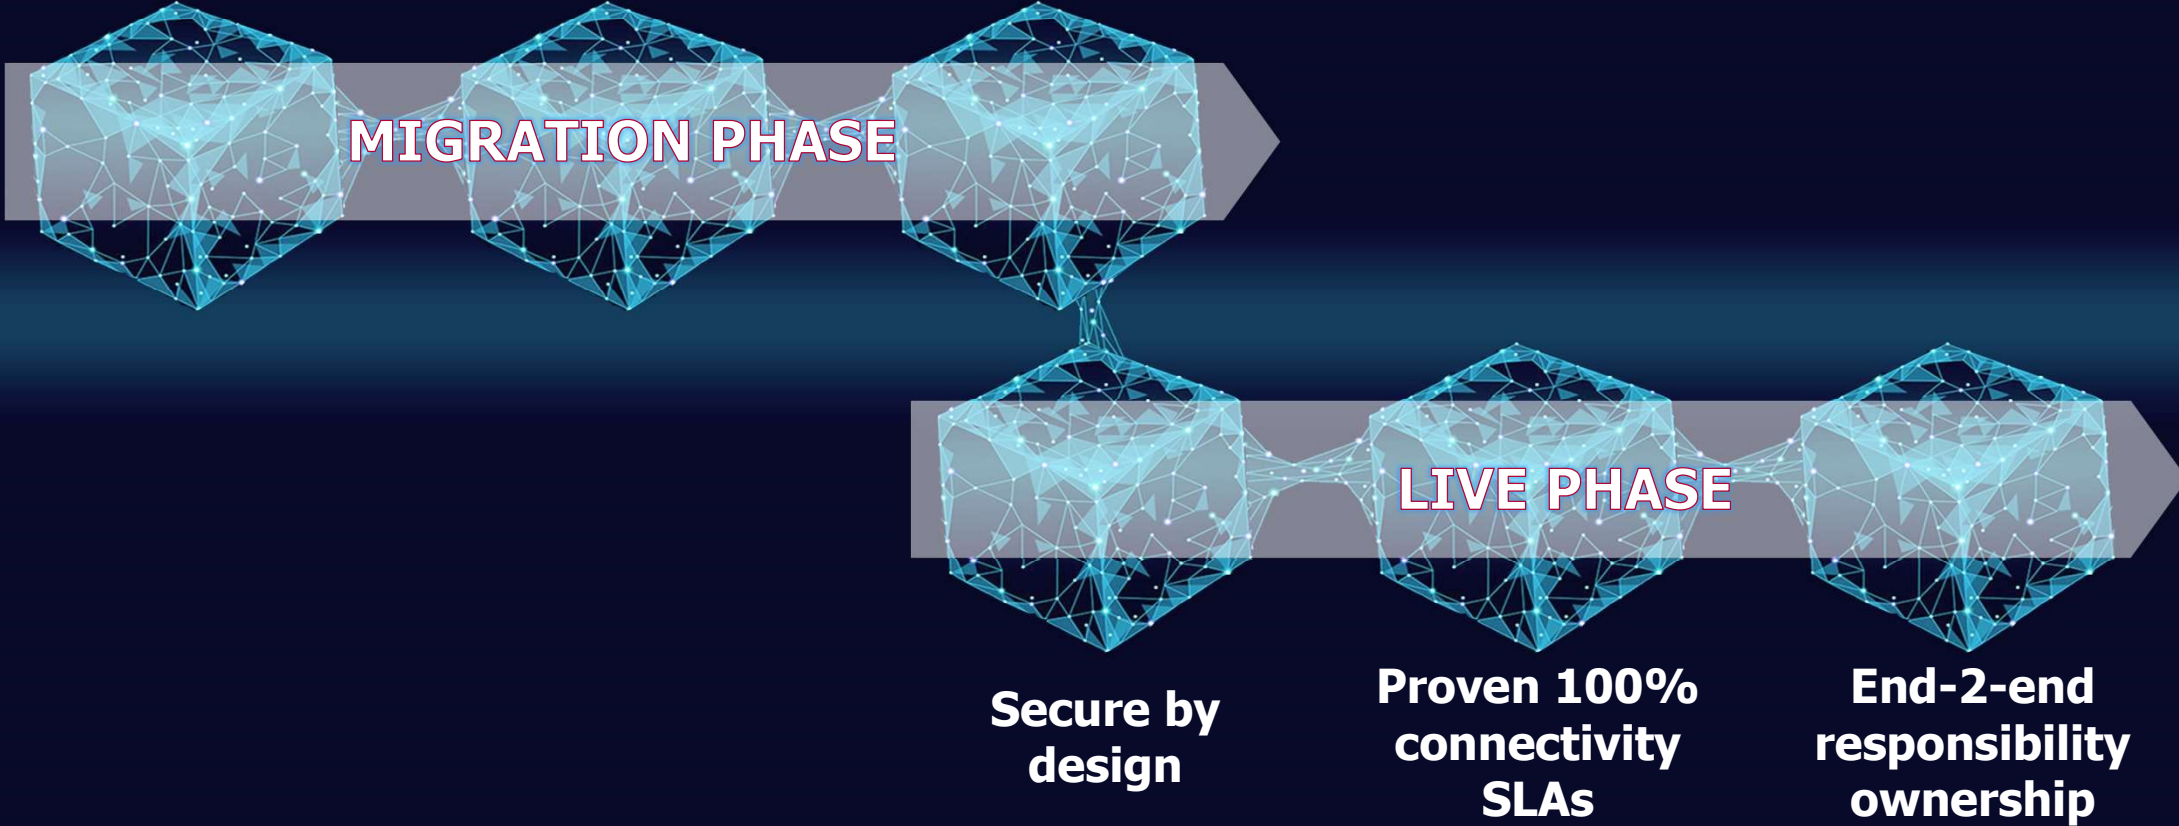 MIGRATION PHASE
LIVE PHASE
Secure by
design
Proven 100%
connectivity
SLAs
End-2-end
responsibility
ownership